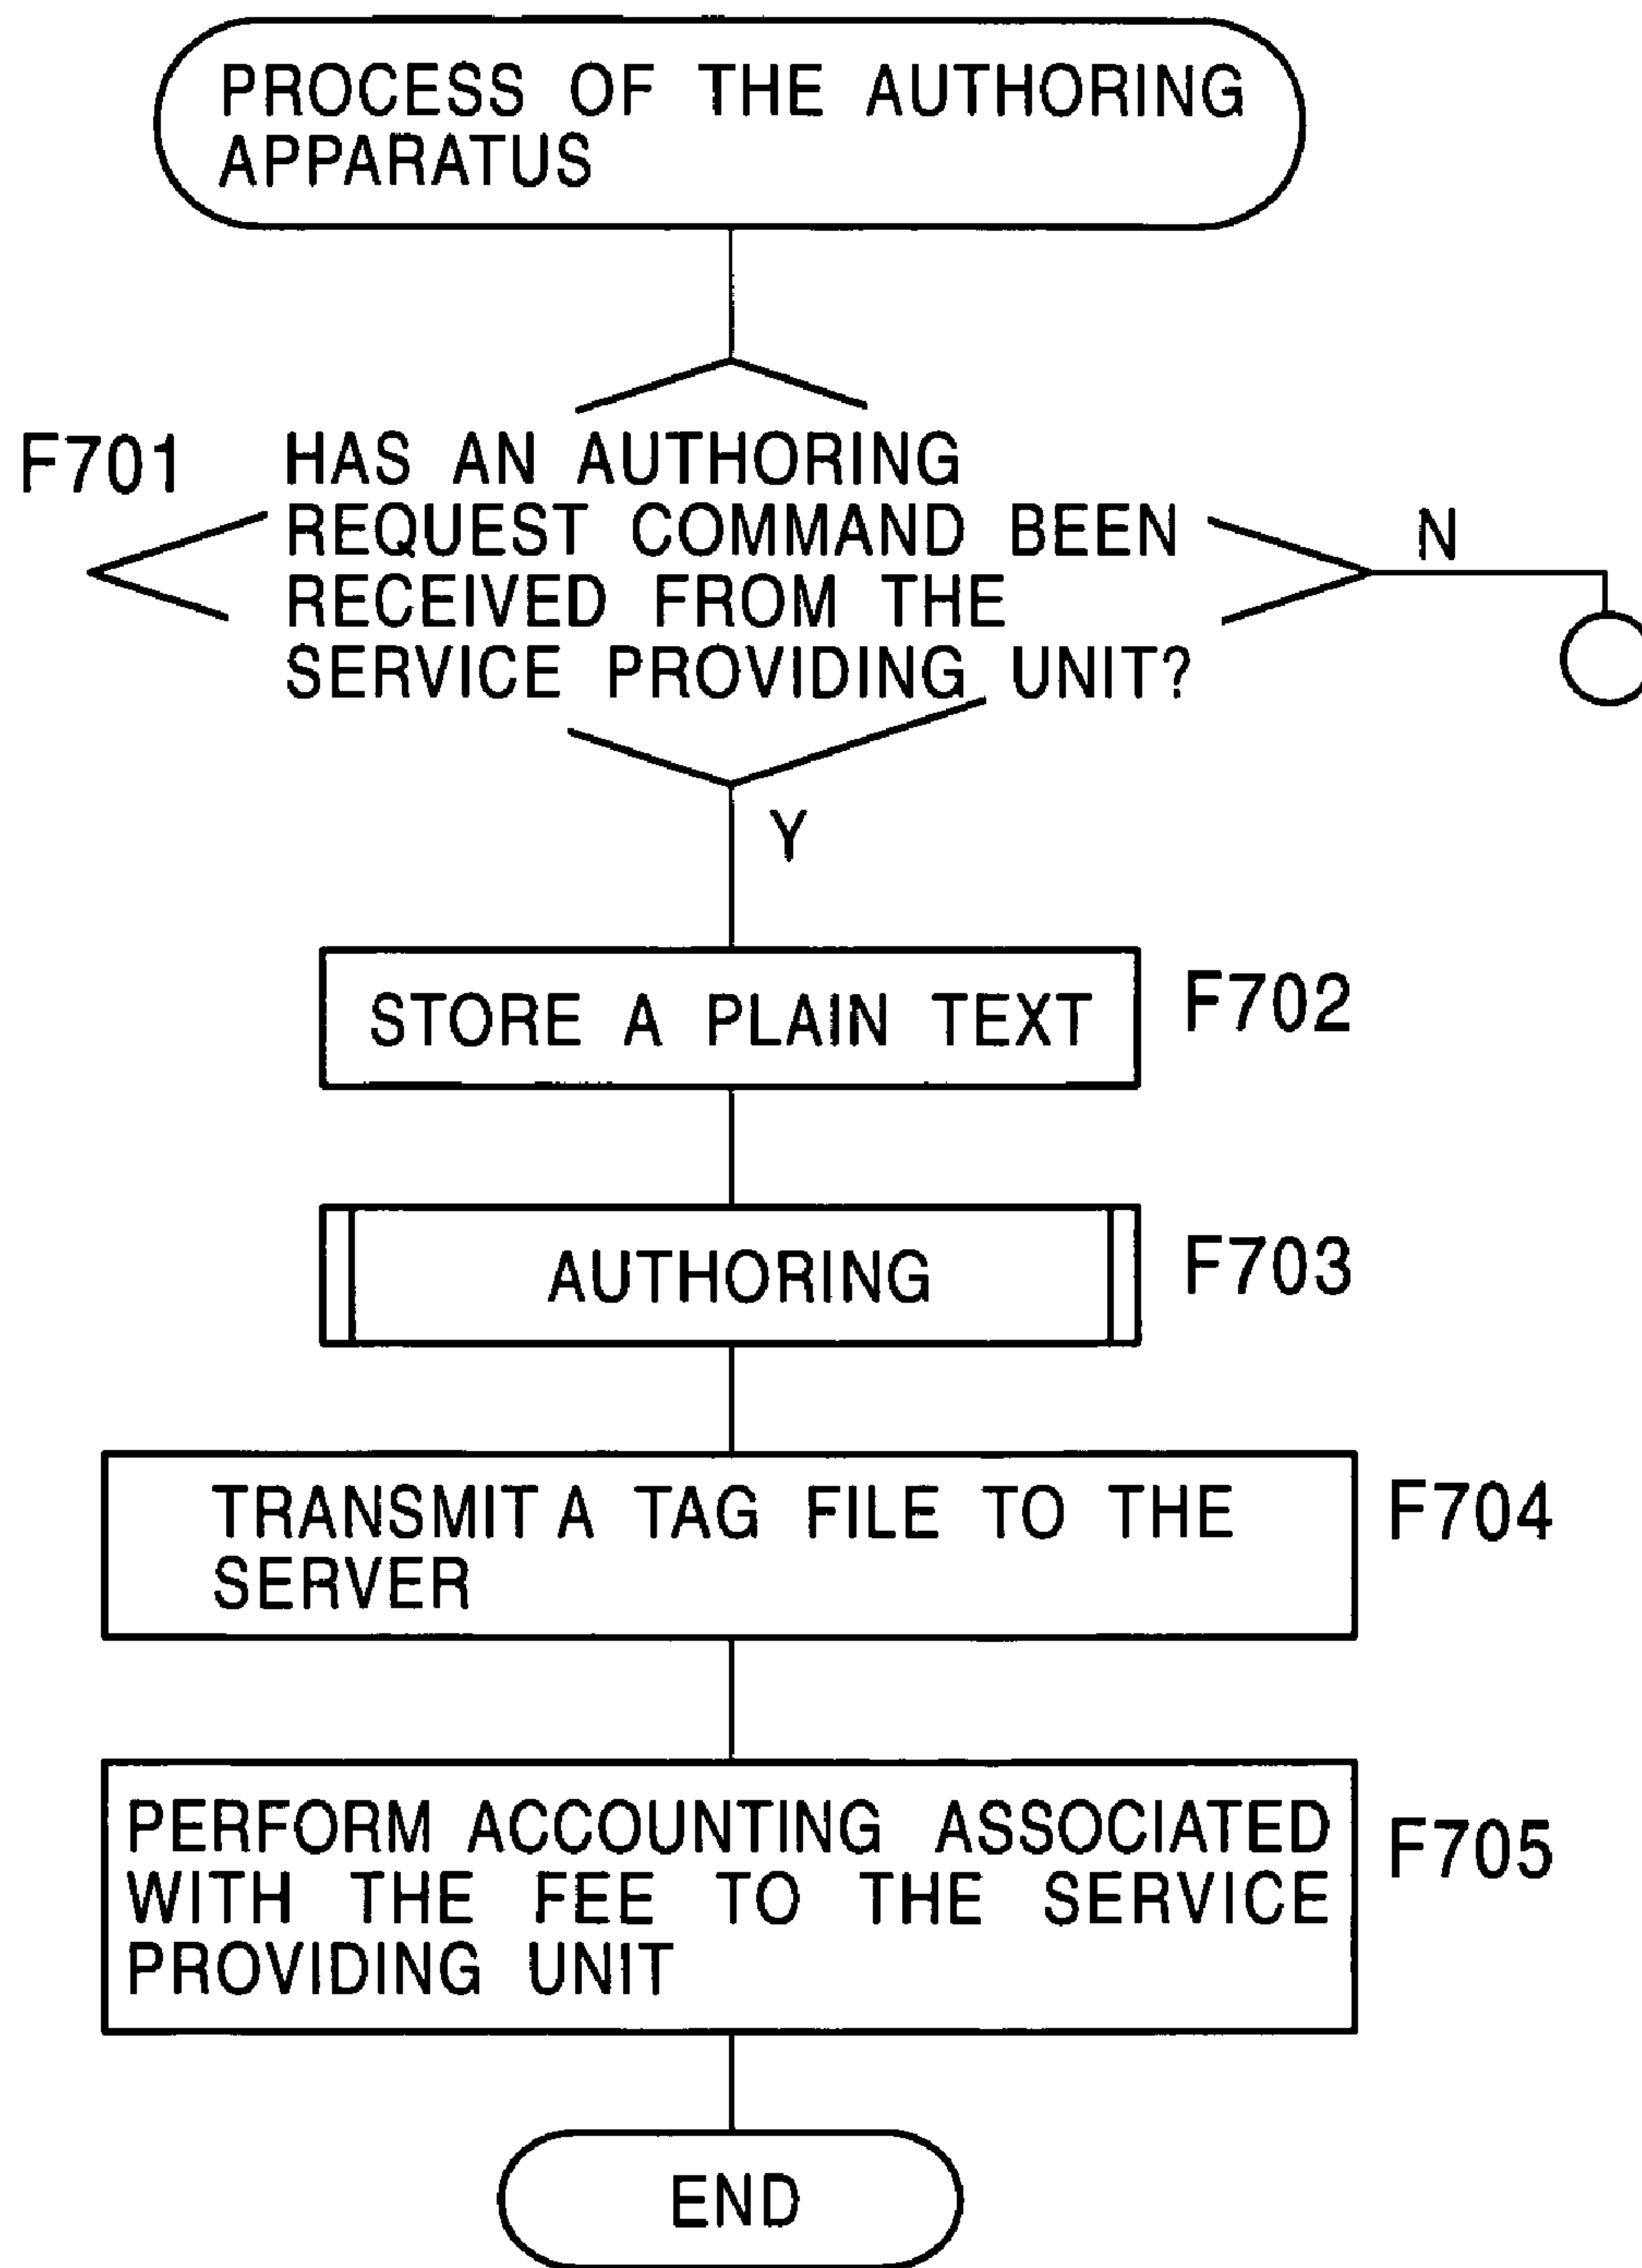 PROCESS OF THE AUTHORING
APPARATUS
F701
HAS AN AUTHORING
REQUEST COMMAND BEEN
RECEIVED FROM THE
SERVICE PROVIDING UNIT?
N
Y
STORE A PLAIN TEXT
F702
AUTHORING
F703
TRANSMIT A TAG FILE TO THE
SERVER
F704
PERFORM ACCOUNTING ASSOCIATED
WITH THE FEE TO THE SERVICE
PROVIDING UNIT
F705
END